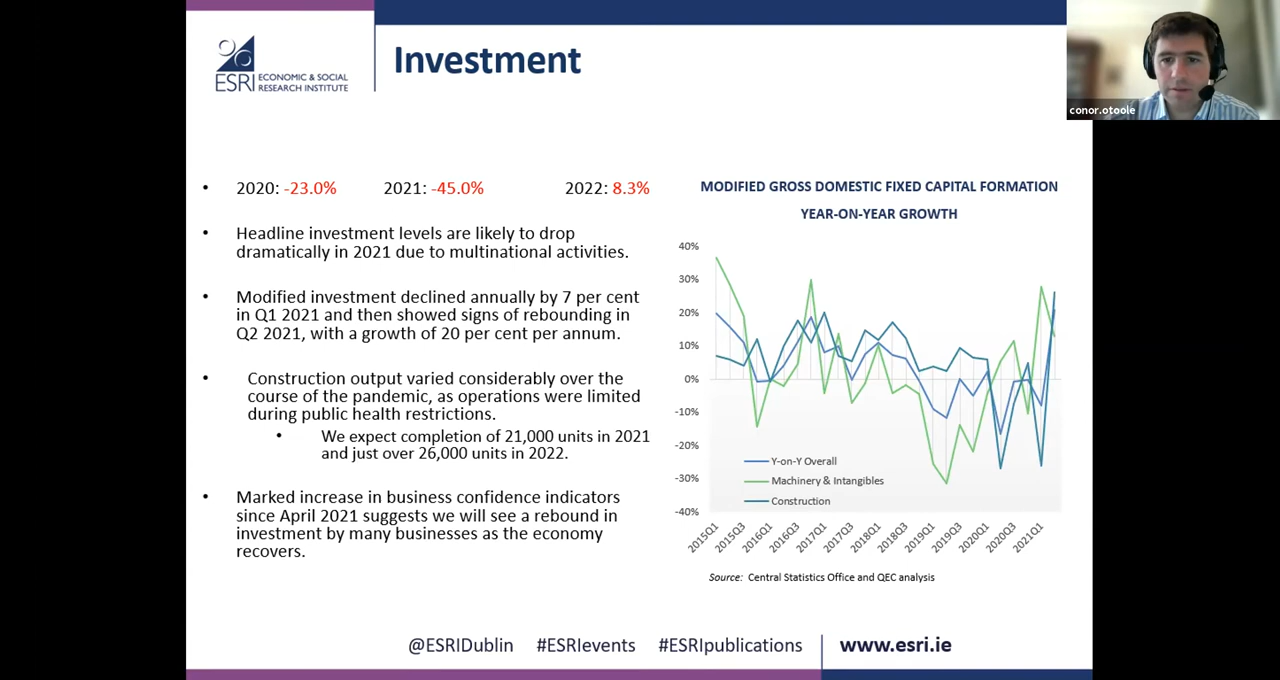 conor.otoole
ESRI
ECONOMIC & SOCIAL
RESEARCH INSTITUTE
Investment
• 2020: -23.0% 2021: -45.0% 2022: 8.3%
• Headline investment levels are likely to drop
dramatically in 2021 due to multinational activities.
• Modified investment declined annually by 7 per cent
in Q1 2021 and then showed signs of rebounding in
Q2 2021, with a growth of 20 per cent per annum.
• Construction output varied considerably over the
course of the pandemic, as operations were limited
during public health restrictions.
• We expect completion of 21,000 units in 2021
and just over 26,000 units in 2022.
• Marked increase in business confidence indicators
since April 2021 suggests we will see a rebound in
investment by many businesses as the economy
recovers.
MODIFIED GROSS DOMESTIC FIXED CAPITAL FORMATION
YEAR-ON-YEAR GROWTH
40%
30%
20%
10%
0%
-10%
-20%
-30%
-40%
Y-on-Y Overall
Machinery & Intangibles
Construction
2015Q1
2015Q3
2016Q1
2016Q3
2017Q1
2017Q3
2018Q1
2018Q3
2019Q1
2019Q3
2020Q1
2020Q3
2021Q1
Source: Central Statistics Office and QEC analysis
@ESRIDublin #ESRIevents #ESRIpublications www.esri.ie